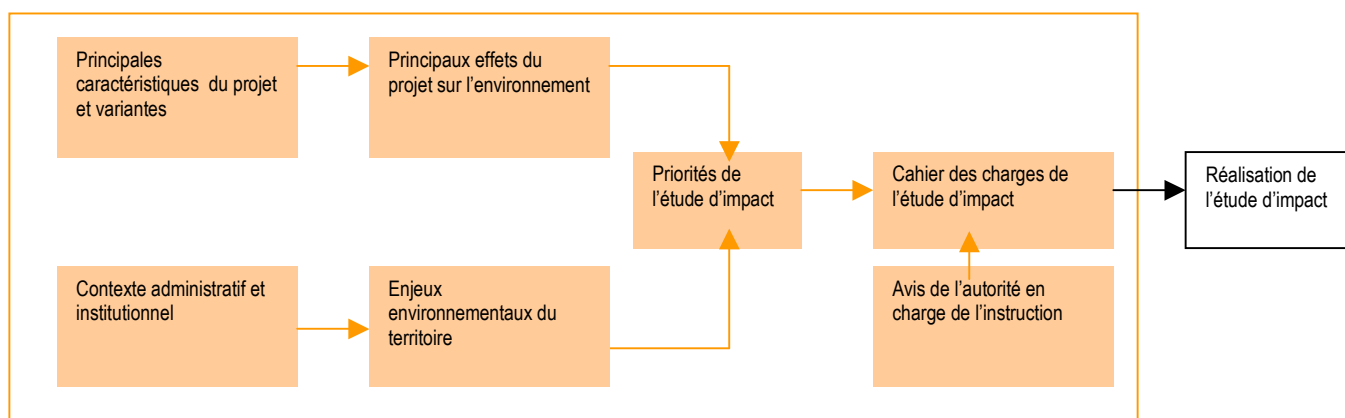 Principales
caractéristiques du projet
et variantes
Principaux effets du
projet sur l’environnement
Priorités de
l’étude d’impact
Cahier des charges de
l’étude d’impact
Réalisation de
l’étude d’impact
Contexte administratif et
institutionnel
Enjeux
environnementaux du
territoire
Avis de l’autorité en
charge de l’instruction